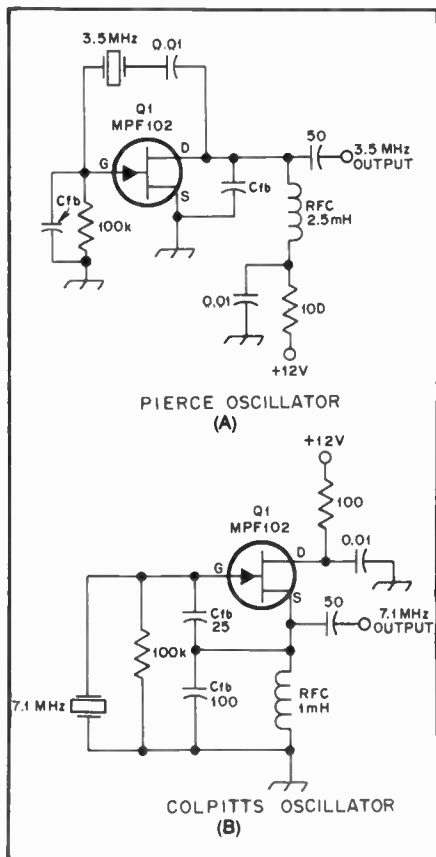 3.5 MHz
0.01
Q1
MPF102
D
50
3.5 MHz
OUTPUT
G
Cfb
S
Cfb
100k
RFC
2.5mH
0.01
100
+12V
PIERCE OSCILLATOR
(A)
+12V
100
Q1
MPF102
D
0.01
G
S
50
7.1 MHz
OUTPUT
Cfb
25
100k
Cfb
100
7.1 MHz
RFC
1mH
COLPITTS OSCILLATOR
(B)